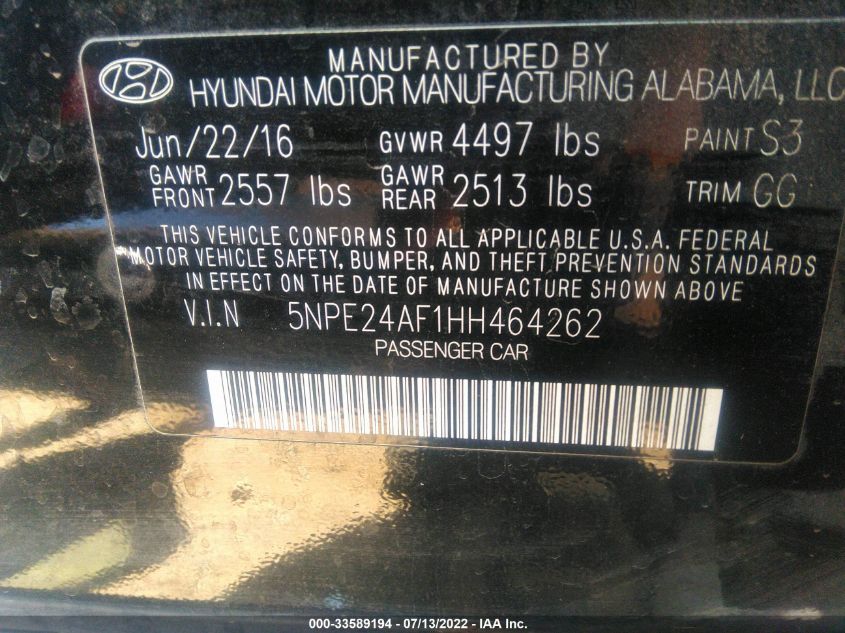 MANUFACTURED BY
HYUNDAI MOTOR MANUFACTURING ALABAMA, LLC
Jun/22/16 GVWR 4497 lbs PAINT S3
GAWR FRONT 2557 lbs GAWR REAR 2513 lbs TRIM GG
THIS VEHICLE CONFORMS TO ALL APPLICABLE U.S.A. FEDERAL
MOTOR VEHICLE SAFETY, BUMPER, AND THEFT PREVENTION STANDARDS
IN EFFECT ON THE DATE OF MANUFACTURE SHOWN ABOVE
V.I.N 5NPE24AF1HH464262
PASSENGER CAR
000-33589194 - 07/13/2022 - IAA Inc.